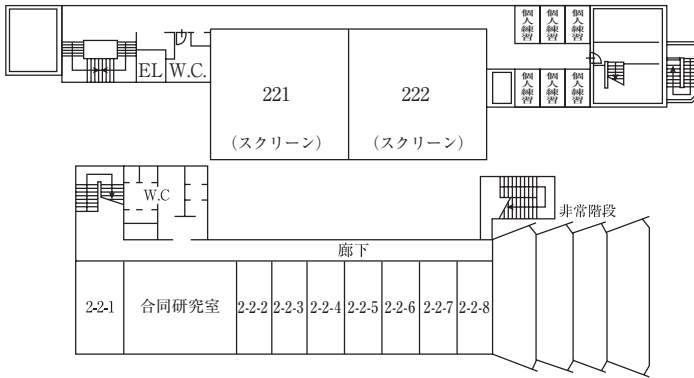 個人練習
個人練習
個人練習
EL
W.C.
221
222
(スクリーン)
(スクリーン)
個人練習
個人練習
個人練習
W.C
非常階段
廊下
2-2-1
合同研究室
2-2-2
2-2-3
2-2-4
2-2-5
2-2-6
2-2-7
2-2-8